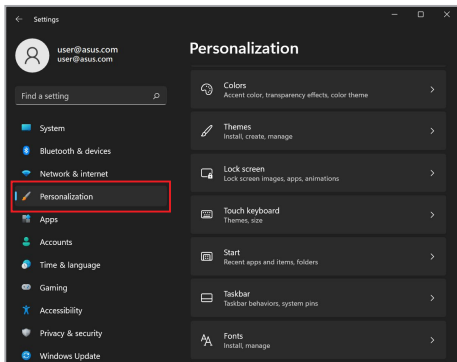 Settings
user@asus.com
user@asus.com
Find a setting
System
Bluetooth & devices
Network & internet
Personalization
Apps
Accounts
Time & language
Gaming
Accessibility
Privacy & security
Windows Update
Personalization
Colors
Accent color, transparency effects, color theme
Themes
Install, create, manage
Lock screen
Lock screen images, apps, animations
Touch keyboard
Themes, size
Start
Recent apps and items, folders
Taskbar
Taskbar behaviors, system pins
Fonts
Install, manage